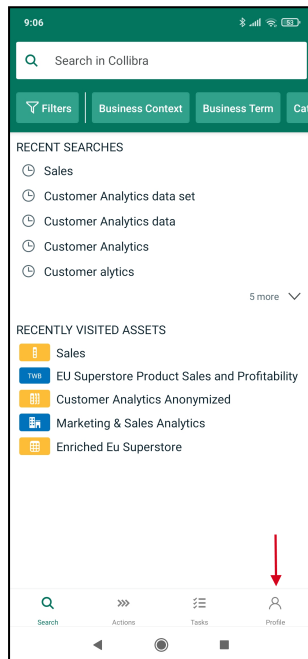 9:06
53
Search in Collibra
Filters
Business Context
Business Term
Cat
RECENT SEARCHES
Sales
Customer Analytics data set
Customer Analytics data
Customer Analytics
Customer alytics
5 more
RECENTLY VISITED ASSETS
Sales
TWB EU Superstore Product Sales and Profitability
Customer Analytics Anonymized
Marketing & Sales Analytics
Enriched Eu Superstore
Search
Actions
Tasks
Profile